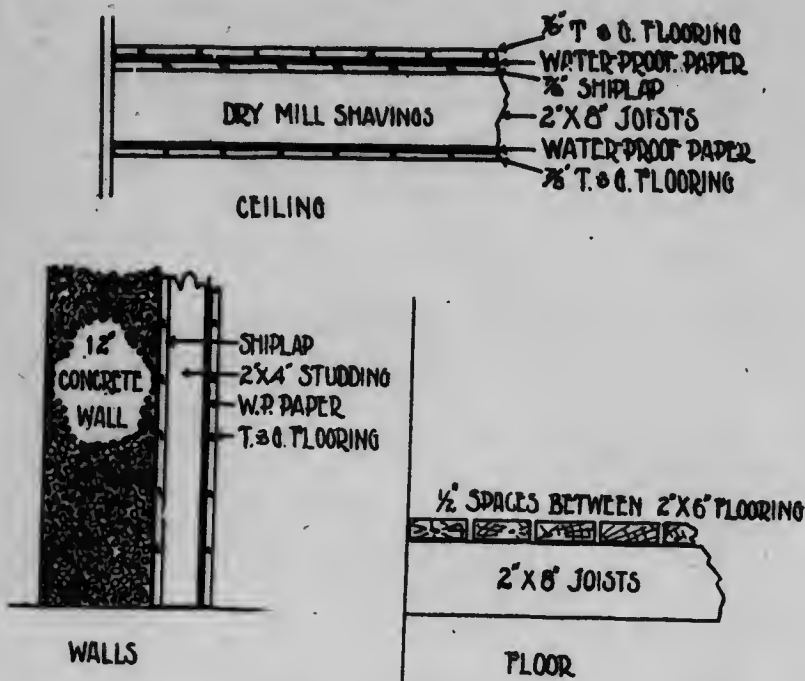 7/8" T & G. FLOORING
WATER-PROOF PAPER
7/8" SHIPLAP
DRY MILL SHAVINGS
2" X 8" JOISTS
WATER-PROOF PAPER
7/8" T. & G. FLOORING
CEILING
12"
CONCRETE
WALL
SHIPLAP
2"X4" STUDDING
W.P. PAPER
T. & G. FLOORING
WALLS
1/2" SPACES BETWEEN 2"X6" FLOORING
2" X 8" JOISTS
FLOOR